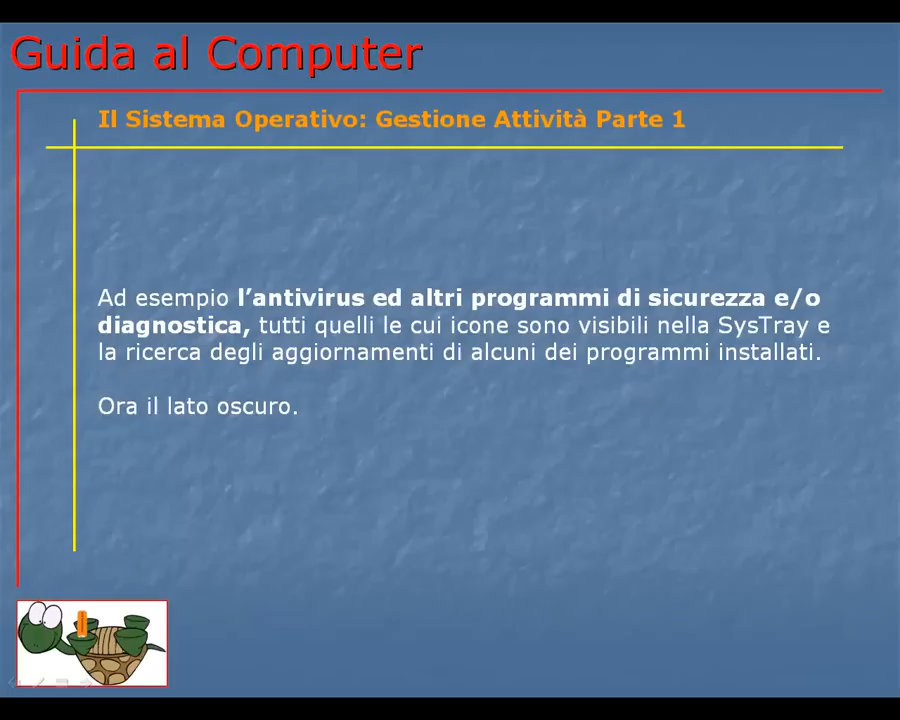 Guida al Computer
Il Sistema Operativo: Gestione Attività Parte 1
Ad esempio l’antivirus ed altri programmi di sicurezza e/o
diagnostica, tutti quelli le cui icone sono visibili nella SysTray e
la ricerca degli aggiornamenti di alcuni dei programmi installati.
Ora il lato oscuro.